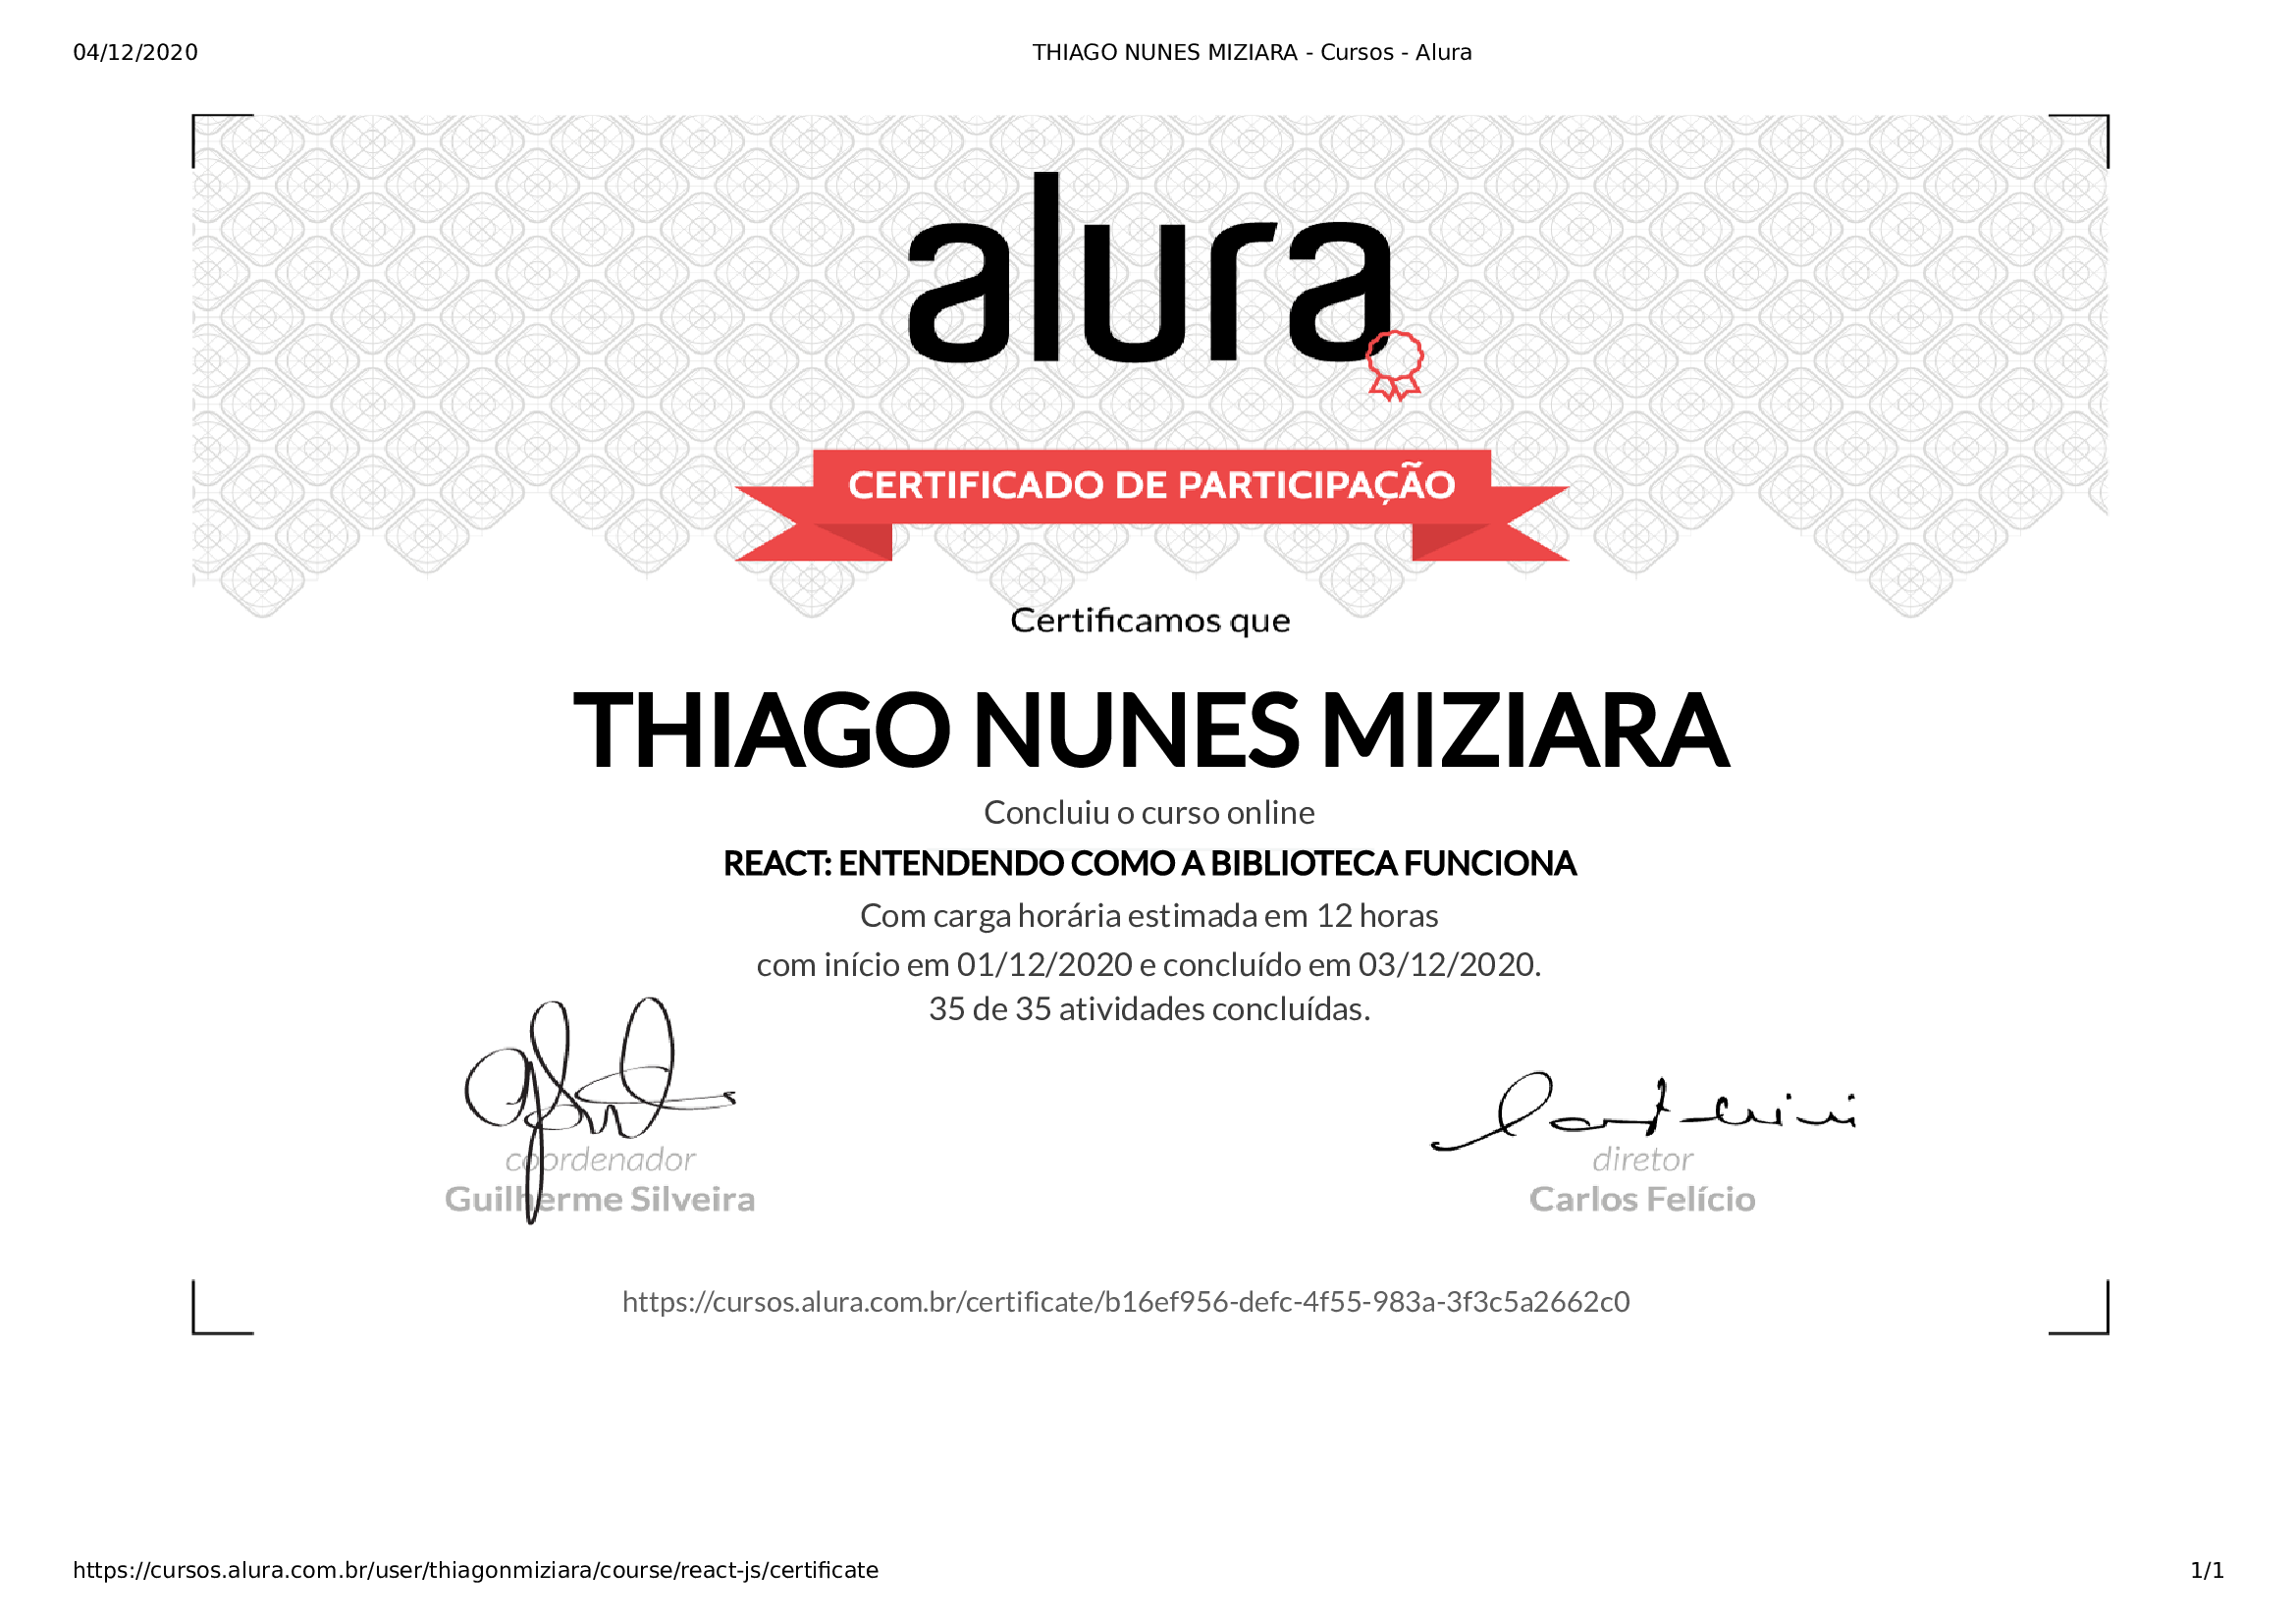 04/12/2020
THIAGO NUNES MIZIARA - Cursos - Alura
alura
CERTIFICADO DE PARTICIPAÇÃO
Certificamos que
THIAGO NUNES MIZIARA
Concluiu o curso online
REACT: ENTENDENDO COMO A BIBLIOTECA FUNCIONA
Com carga horária estimada em 12 horas
com início em 01/12/2020 e concluído em 03/12/2020.
35 de 35 atividades concluídas.
coordenador
Guilherme Silveira
diretor
Carlos Felício
https://cursos.alura.com.br/certificate/b16ef956-defc-4f55-983a-3f3c5a2662c0
https://cursos.alura.com.br/user/thiagonmiziara/course/react-js/certificate
1/1